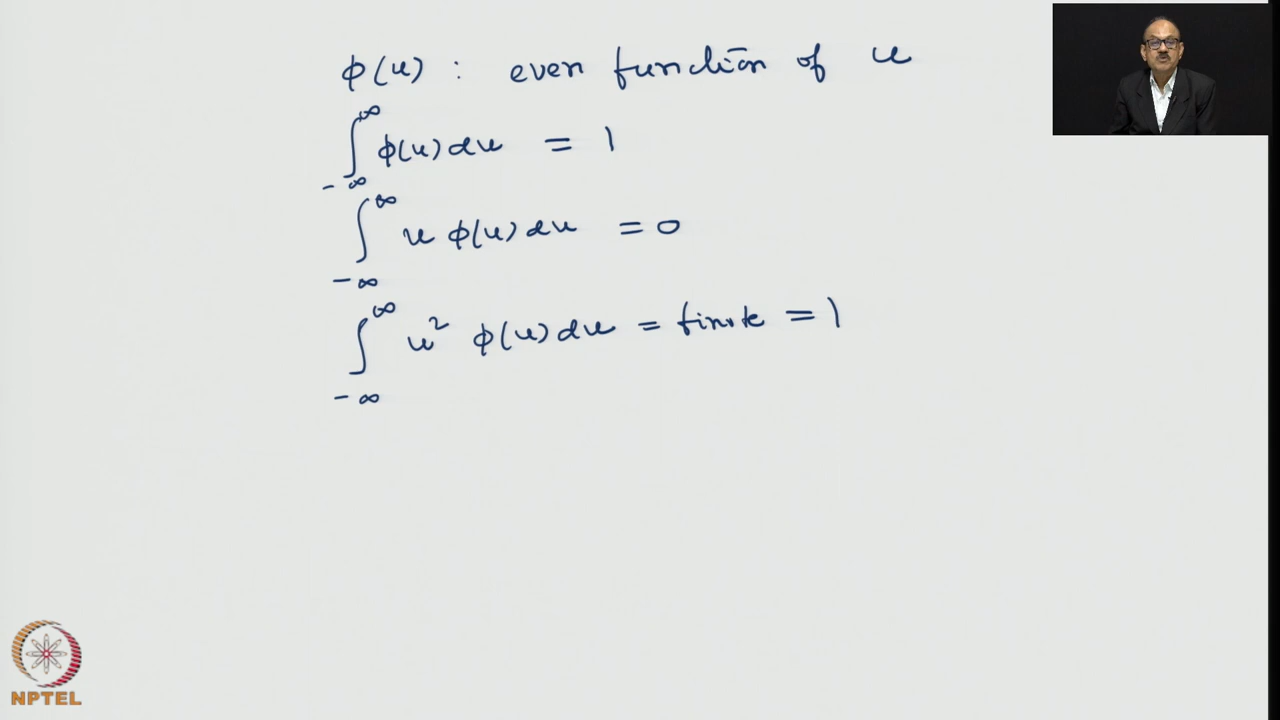 ϕ(u) : even function of u
∫_{-∞}^{∞} ϕ(u) du = 1
∫_{-∞}^{∞} u ϕ(u) du = 0
∫_{-∞}^{∞} u² ϕ(u) du = finite = 1
NPTEL